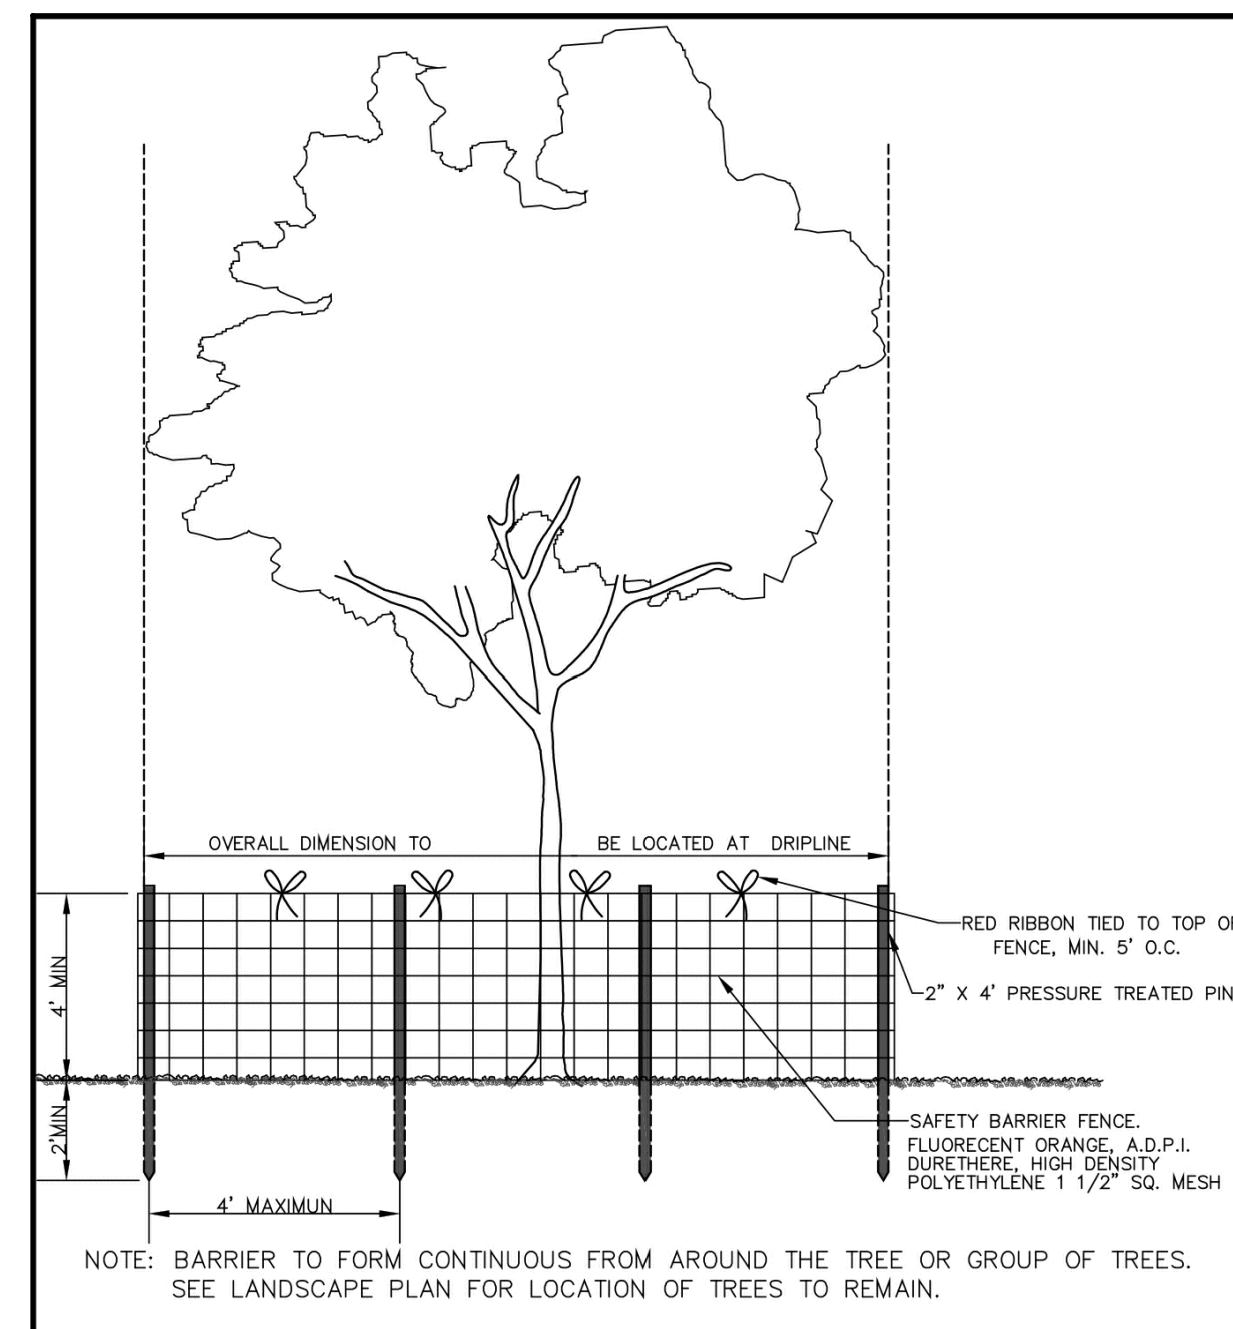 OVERALL DIMENSION TO BE LOCATED AT DRIPLINE
RED RIBBON TIED TO TOP OF
FENCE, MIN. 5' O.C.
4' MIN
2" X 4' PRESSURE TREATED PIN
2'MIN
SAFETY BARRIER FENCE.
FLUORECENT ORANGE, A.D.P.I.
DURETHERE, HIGH DENSITY
POLYETHYLENE 1 1/2" SQ. MESH
4' MAXIMUN
NOTE: BARRIER TO FORM CONTINUOUS FROM AROUND THE TREE OR GROUP OF TREES.
SEE LANDSCAPE PLAN FOR LOCATION OF TREES TO REMAIN.